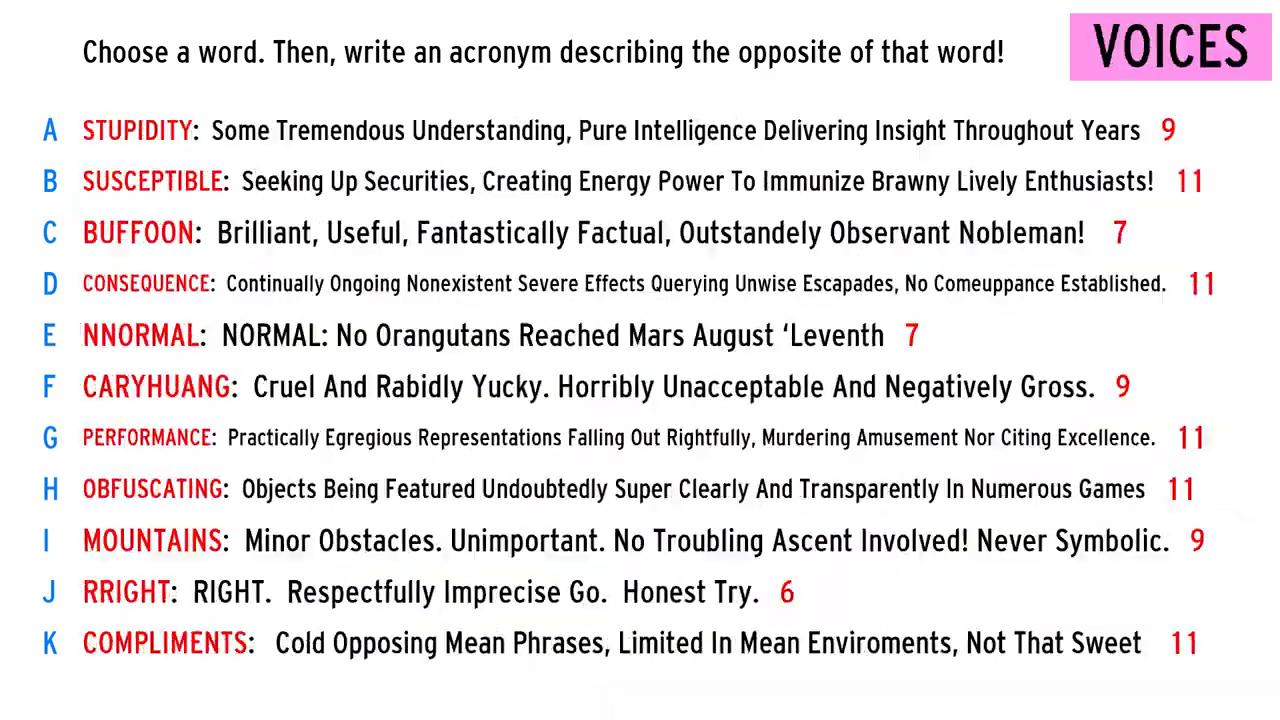 Choose a word. Then, write an acronym describing the opposite of that word!
VOICES
A STUPIDITY: Some Tremendous Understanding, Pure Intelligence Delivering Insight Throughout Years 9
B SUSCEPTIBLE: Seeking Up Securities, Creating Energy Power To Immunize Brawny Lively Enthusiasts! 11
C BUFFOON: Brilliant, Useful, Fantastically Factual, Outstandely Observant Nobleman! 7
D CONSEQUENCE: Continually Ongoing Nonexistent Severe Effects Querying Unwise Escapades, No Comeuppance Established. 11
E NNORMAL: NORMAL: No Orangutans Reached Mars August ‘Leventh 7
F CARYHUANG: Cruel And Rabidly Yucky. Horribly Unacceptable And Negatively Gross. 9
G PERFORMANCE: Practically Egregious Representations Falling Out Rightfully, Murdering Amusement Nor Citing Excellence. 11
H OBFUSCATING: Objects Being Featured Undoubtedly Super Clearly And Transparently In Numerous Games 11
I MOUNTAINS: Minor Obstacles. Unimportant. No Troubling Ascent Involved! Never Symbolic. 9
J RRIGHT: RIGHT. Respectfully Imprecise Go. Honest Try. 6
K COMPLIMENTS: Cold Opposing Mean Phrases, Limited In Mean Enviroments, Not That Sweet 11